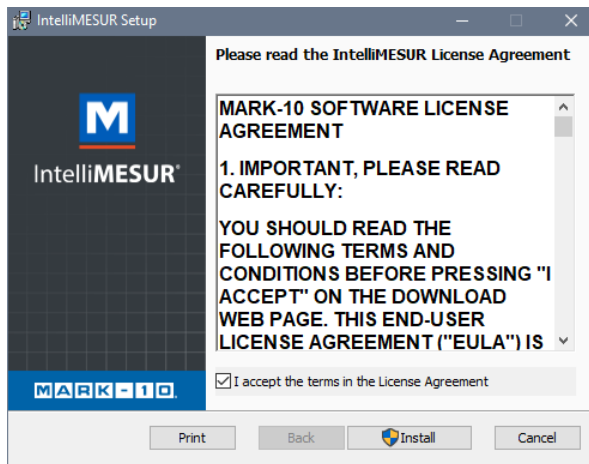 IntelliMESUR Setup
Please read the IntelliMESUR License Agreement
M
IntelliMESUR®
MARK-10 SOFTWARE LICENSE
AGREEMENT
1. IMPORTANT, PLEASE READ
CAREFULLY:
YOU SHOULD READ THE
FOLLOWING TERMS AND
CONDITIONS BEFORE PRESSING "I
ACCEPT" ON THE DOWNLOAD
WEB PAGE. THIS END-USER
LICENSE AGREEMENT ("EULA") IS
MARK-10.
I accept the terms in the License Agreement
Print Back Install Cancel